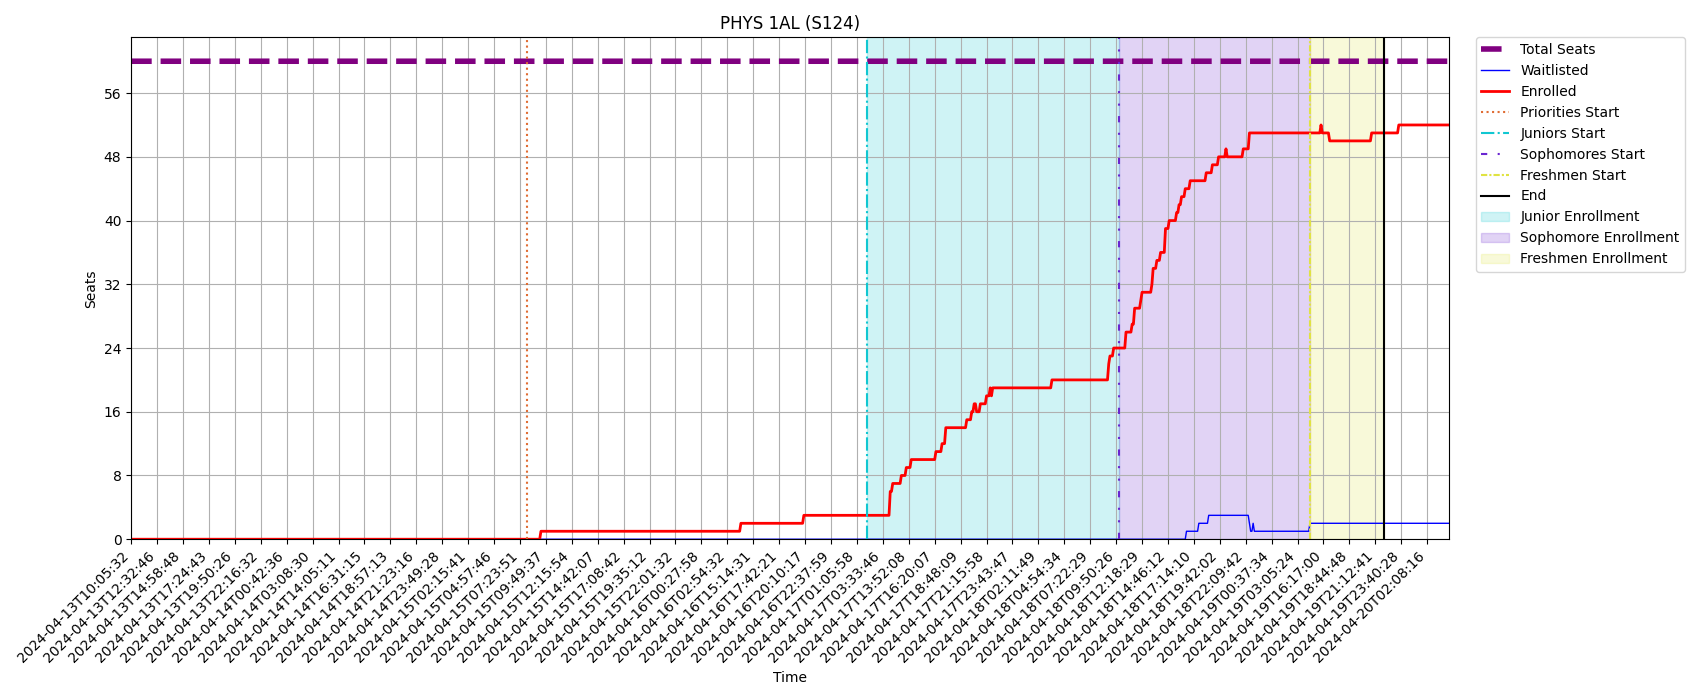 PHYS 1AL (S124)
Total Seats
Waitlisted
Enrolled
Priorities Start
Juniors Start
Sophomores Start
Freshmen Start
End
Junior Enrollment
Sophomore Enrollment
Freshmen Enrollment
Seats
56
48
40
32
24
16
8
0
2024-04-13T10:05:32
2024-04-13T12:32:46
2024-04-13T14:58:48
2024-04-13T17:24:43
2024-04-13T19:50:26
2024-04-13T22:16:32
2024-04-14T00:42:36
2024-04-14T03:08:30
2024-04-14T14:05:11
2024-04-14T16:31:15
2024-04-14T18:57:13
2024-04-14T21:23:16
2024-04-14T23:49:28
2024-04-15T02:15:41
2024-04-15T04:57:46
2024-04-15T07:23:51
2024-04-15T09:49:37
2024-04-15T12:15:54
2024-04-15T14:42:07
2024-04-15T17:08:42
2024-04-15T19:35:12
2024-04-15T22:01:32
2024-04-16T00:27:58
2024-04-16T02:54:32
2024-04-16T15:14:31
2024-04-16T17:42:21
2024-04-16T20:10:17
2024-04-16T22:37:59
2024-04-17T01:05:58
2024-04-17T03:33:46
2024-04-17T13:52:08
2024-04-17T16:20:07
2024-04-17T18:48:09
2024-04-17T21:15:58
2024-04-17T23:43:47
2024-04-18T02:11:49
2024-04-18T04:54:34
2024-04-18T07:22:29
2024-04-18T09:50:26
2024-04-18T12:18:29
2024-04-18T14:46:12
2024-04-18T17:14:10
2024-04-18T19:42:02
2024-04-18T22:09:42
2024-04-19T00:37:34
2024-04-19T03:05:24
2024-04-19T16:17:00
2024-04-19T18:44:48
2024-04-19T21:12:41
2024-04-19T23:40:28
2024-04-20T02:08:16
Time